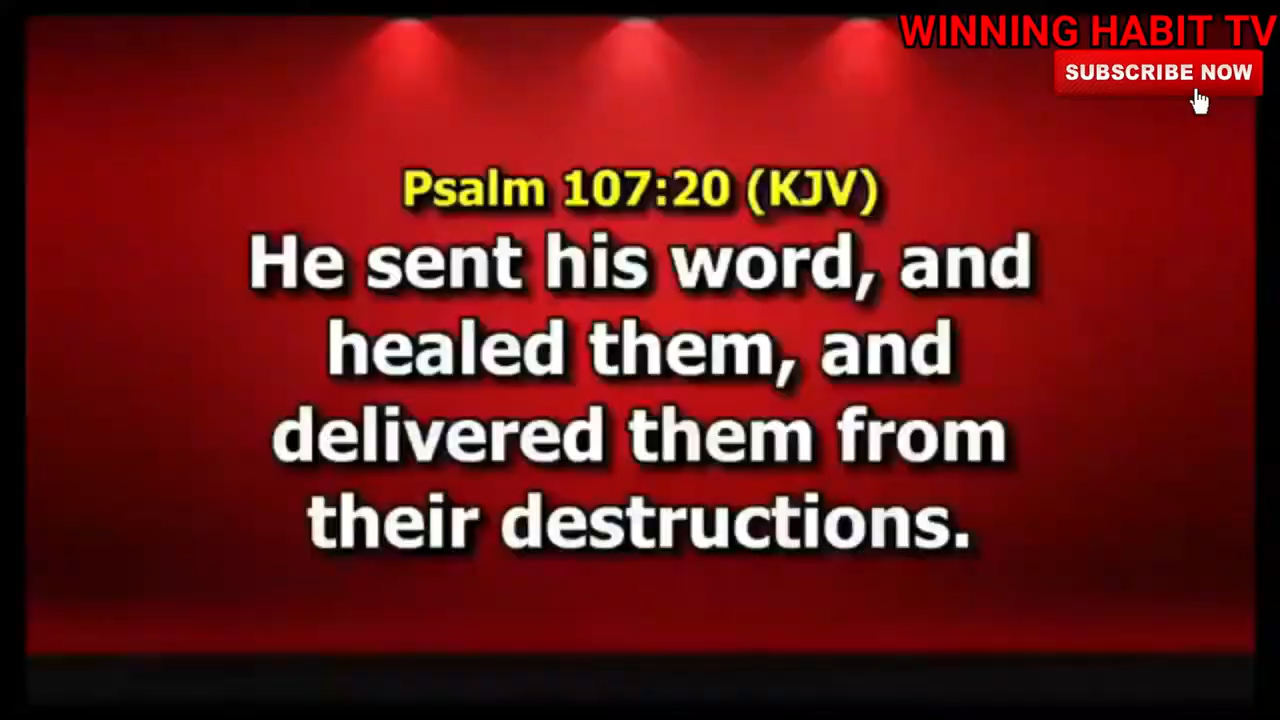 WINNING HABIT TV
SUBSCRIBE NOW
Psalm 107:20 (KJV)
He sent his word, and
healed them, and
delivered them from
their destructions.